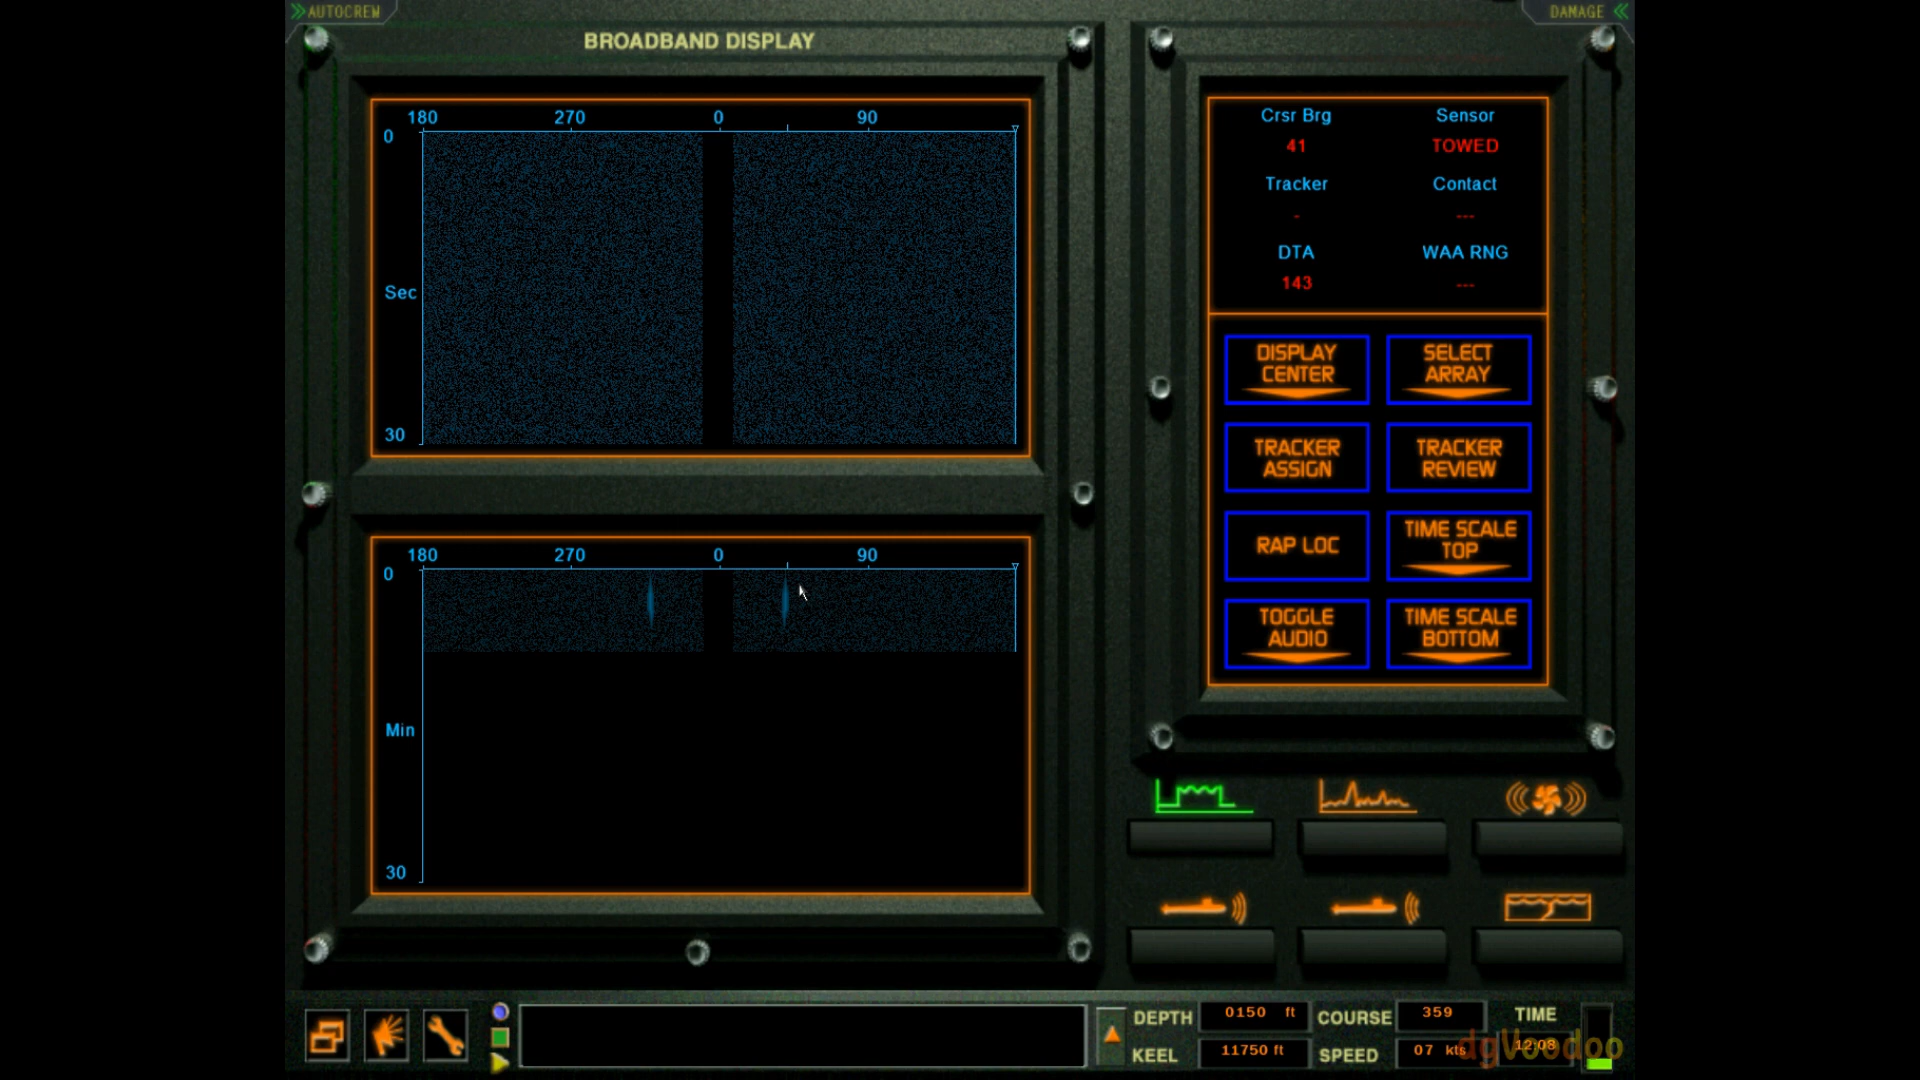 AUTOCREW
DAMAGE
BROADBAND DISPLAY
180 270 0 90
0
Sec
30
180 270 0 90
0
Min
30
Crsr Brg Sensor
41 TOWED
Tracker Contact
- ---
DTA WAA RNG
143 ---
DISPLAY CENTER
SELECT ARRAY
TRACKER ASSIGN
TRACKER REVIEW
RAP LOC
TIME SCALE TOP
TOGGLE AUDIO
TIME SCALE BOTTOM
DEPTH 0150 ft COURSE 359 TIME
KEEL 11750 ft SPEED 07 kts 12:08
dgVoodoo